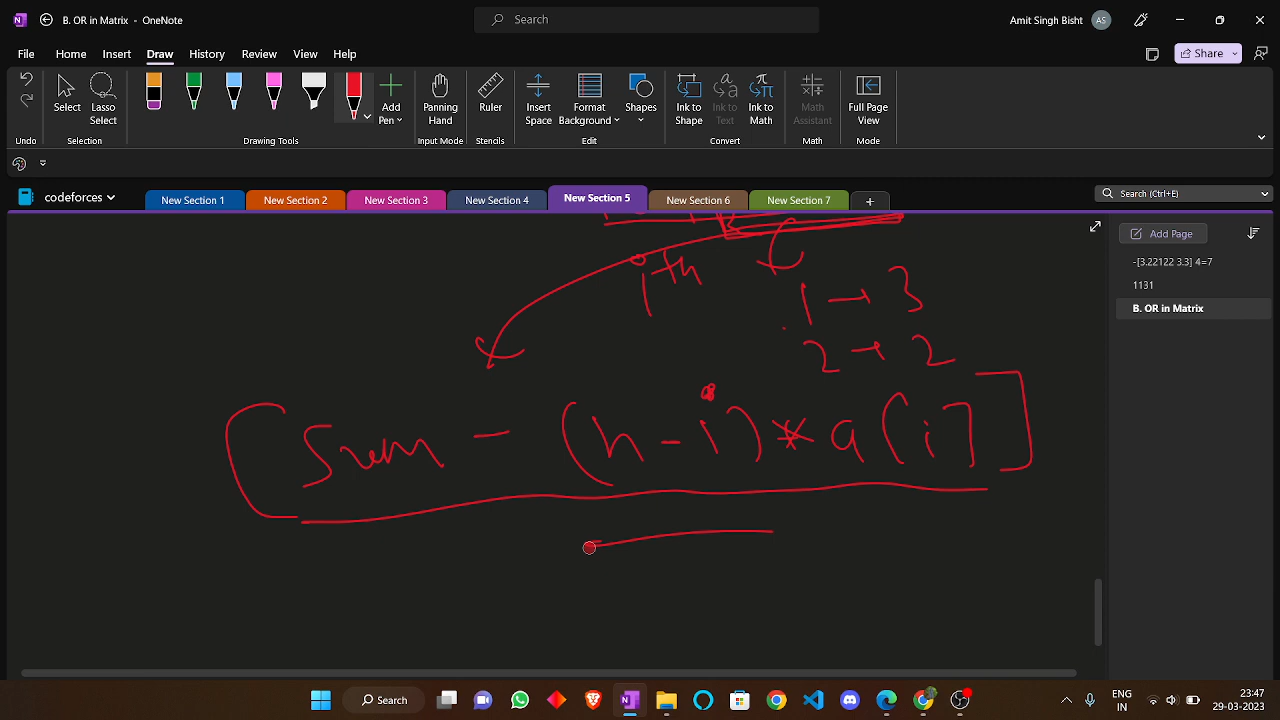 B. OR in Matrix - OneNote
Search
Amit Singh Bisht
AS
File Home Insert Draw History Review View Help
Share
Undo
Select
Lasso Select
Add Pen
Panning Hand
Ruler
Insert Space
Format Background
Shapes
Ink to Shape
Ink to Text
Ink to Math
Math Assistant
Full Page View
Selection
Drawing Tools
Input Mode
Stencils
Edit
Convert
Math
Mode
codeforces
New Section 1
New Section 2
New Section 3
New Section 4
New Section 5
New Section 6
New Section 7
+
Search (Ctrl+E)
Add Page
-[3.22122 3.3] 4=7
1131
B. OR in Matrix
ith
1 → 3
2 → 2
[Sum - (n-i) * a[i]]
Search
ENG
IN
23:47
29-03-2023